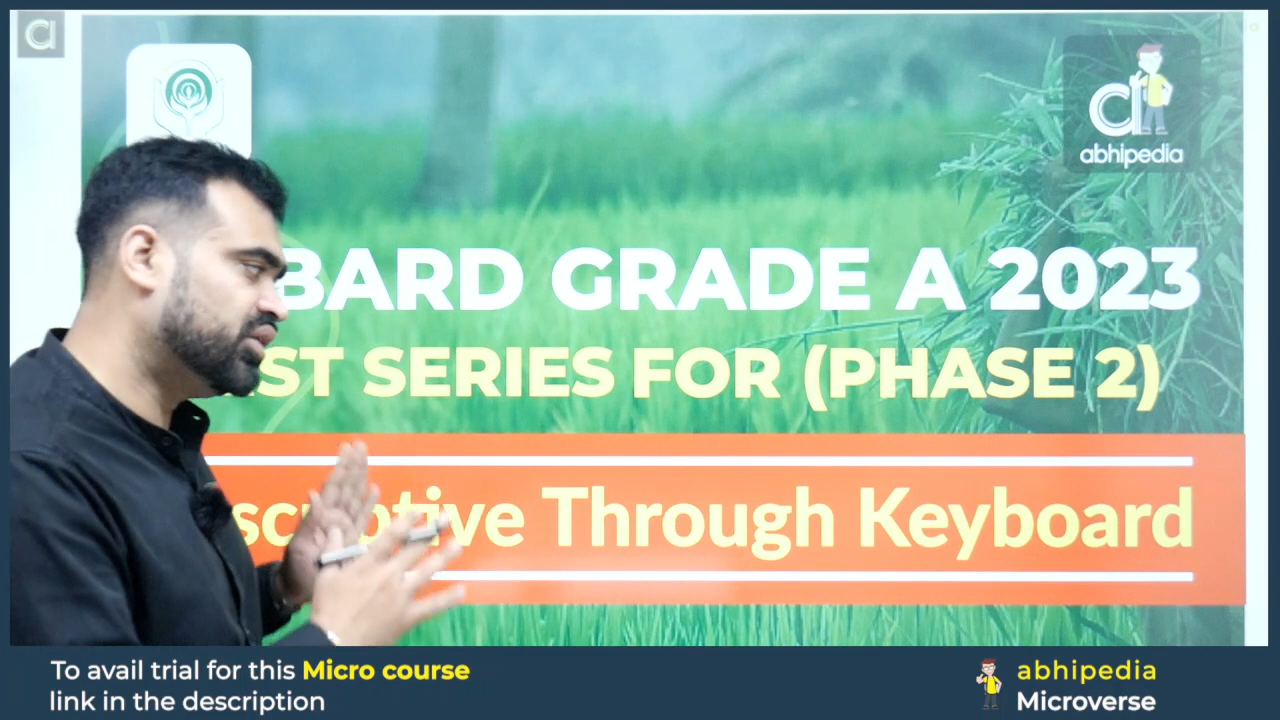 abhipedia
BARD GRADE A 2023
ST SERIES FOR (PHASE 2)
scriptive Through Keyboard
To avail trial for this Micro course
link in the description
abhipedia
Microverse